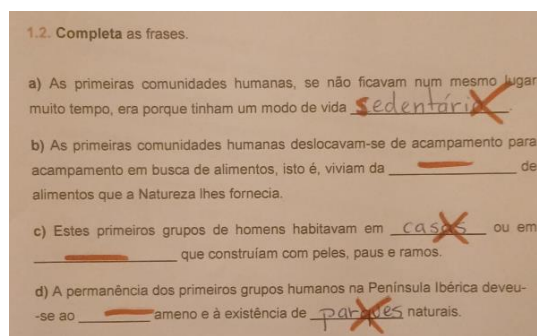 1.2. Completa as frases.
a) As primeiras comunidades humanas, se não ficavam num mesmo lugar
muito tempo, era porque tinham um modo de vida sedentário.
b) As primeiras comunidades humanas deslocavam-se de acampamento para
acampamento em busca de alimentos, isto é, viviam da ____________ de
alimentos que a Natureza lhes fornecia.
c) Estes primeiros grupos de homens habitavam em casas ou em
____________ que construíam com peles, paus e ramos.
d) A permanência dos primeiros grupos humanos na Península Ibérica deveu-
-se ao ____________ ameno e à existência de parques naturais.